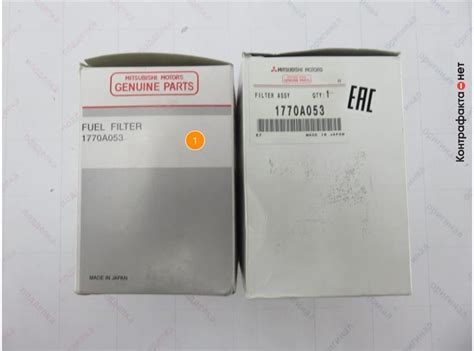 MITSUBISHI MOTORS
GENUINE PARTS
FUEL FILTER
1770A053
1
MADE IN JAPAN
MITSUBISHI MOTORS
FILTER ASSY QTY:1
1770A053
MADE IN JAPAN
EAC
Контрафакта нет